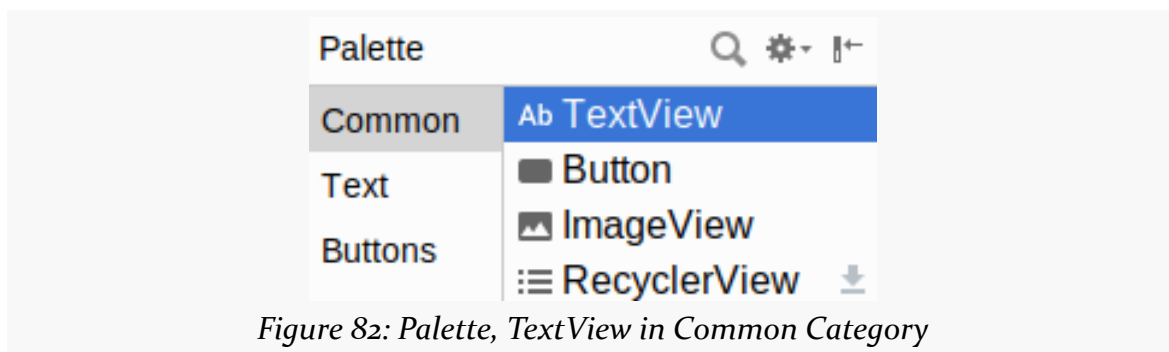 Palette
Common
Text
Buttons
Ab TextView
Button
ImageView
RecyclerView
Figure 82: Palette, TextView in Common Category